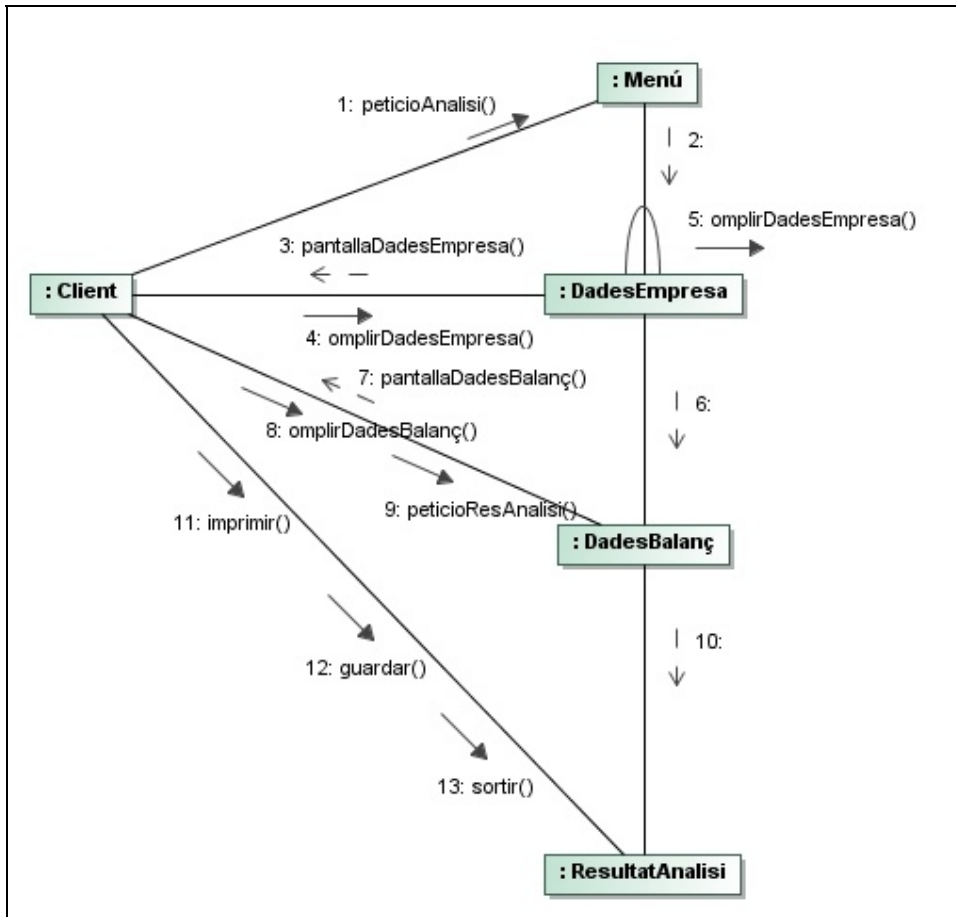 : Menú
1: peticioAnalisi()
2:
5: omplirDadesEmpresa()
3: pantallaDadesEmpresa()
: Client
: DadesEmpresa
4: omplirDadesEmpresa()
7: pantallaDadesBalanç()
6:
8: omplirDadesBalanç()
9: peticioResAnalisi()
11: imprimir()
: DadesBalanç
10:
12: guardar()
13: sortir()
: ResultatAnalisi